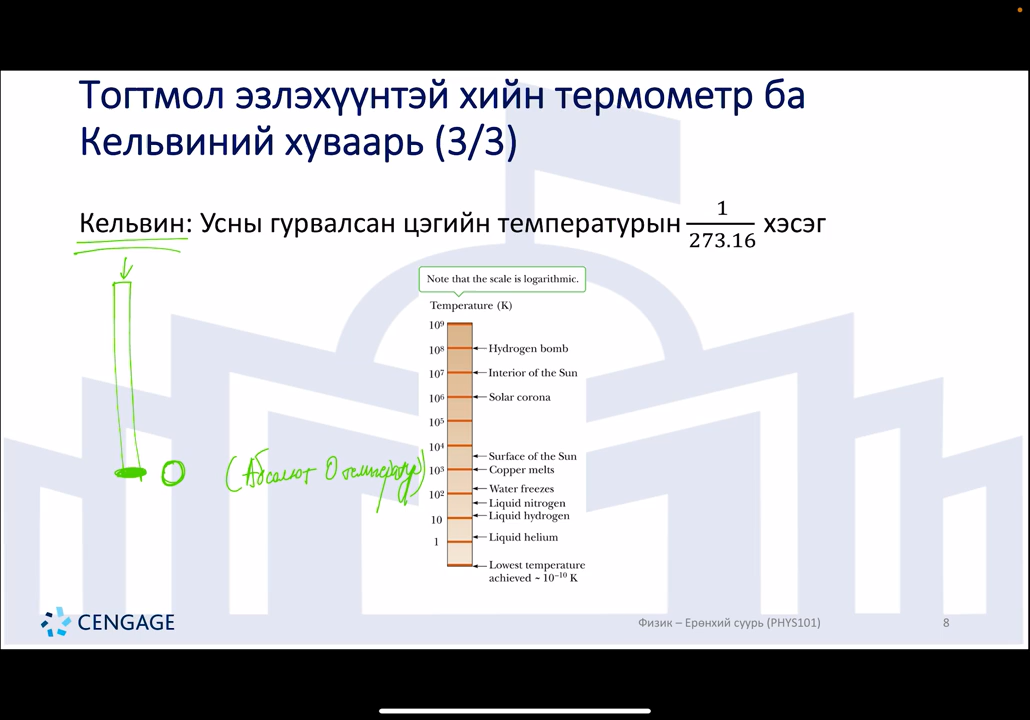 Тогтмол эзлэхүүнтэй хийн термометр ба
Кельвиний хуваарь (3/3)
Кельвин: Усны гурвалсан цэгийн температурын 1/273.16 хэсэг
Note that the scale is logarithmic.
Temperature (K)
10⁹
10⁸ Hydrogen bomb
10⁷ Interior of the Sun
10⁶ Solar corona
10⁵
10⁴
Surface of the Sun
10³ Copper melts
Water freezes
10²
Liquid nitrogen
Liquid hydrogen
10
Liquid helium
1
Lowest temperature
achieved ~ 10⁻¹⁰ K
0 (Абсолют 0 температур)
CENGAGE
Физик – Ерөнхий суурь (PHYS101)
8